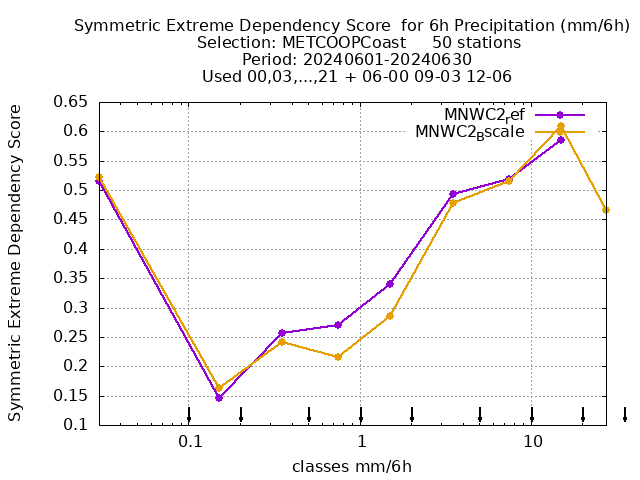 Symmetric Extreme Dependency Score  for 6h Precipitation (mm/6h)
Selection: METCOOPCoast     50 stations
Period: 20240601-20240630
Used 00,03,...,21 + 06-00 09-03 12-06
MNWC2ref
MNWC2Bscale
Symmetric Extreme Dependency Score
0.65
0.6
0.55
0.5
0.45
0.4
0.35
0.3
0.25
0.2
0.15
0.1
0.1 1 10
classes mm/6h